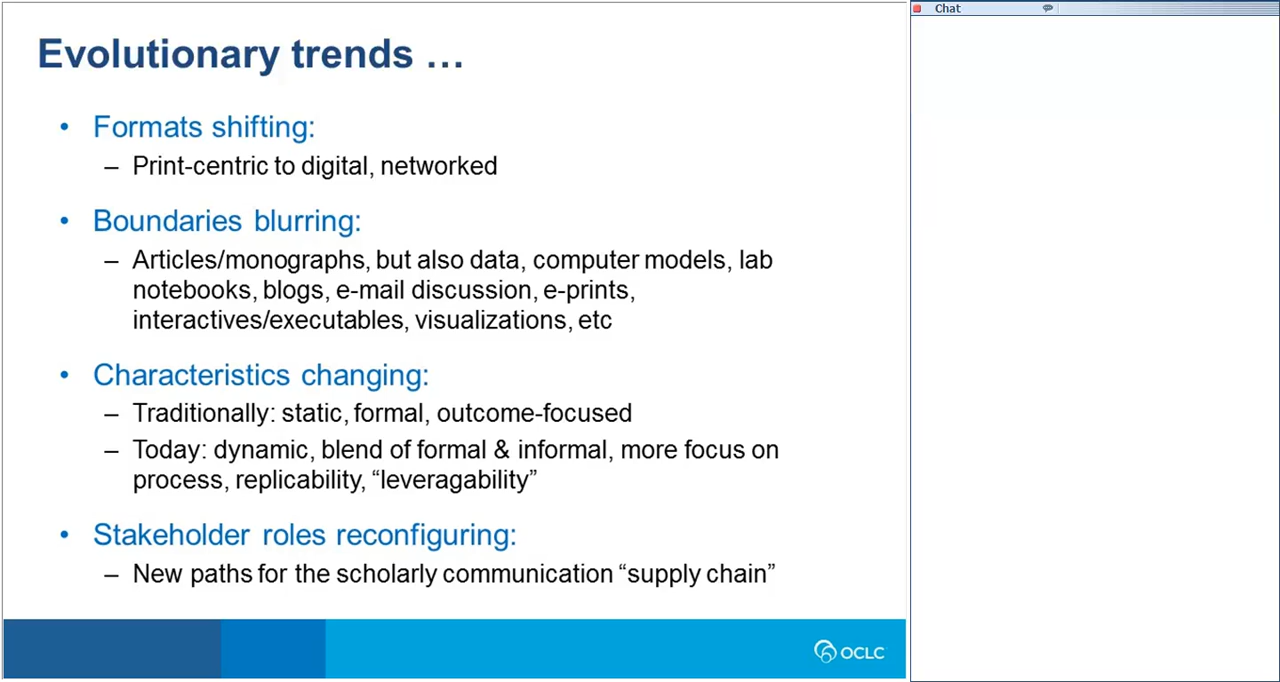 Evolutionary trends …
• Formats shifting:
– Print-centric to digital, networked
• Boundaries blurring:
– Articles/monographs, but also data, computer models, lab
notebooks, blogs, e-mail discussion, e-prints,
interactives/executables, visualizations, etc
• Characteristics changing:
– Traditionally: static, formal, outcome-focused
– Today: dynamic, blend of formal & informal, more focus on
process, replicability, “leveragability”
• Stakeholder roles reconfiguring:
– New paths for the scholarly communication “supply chain”
OCLC
Chat